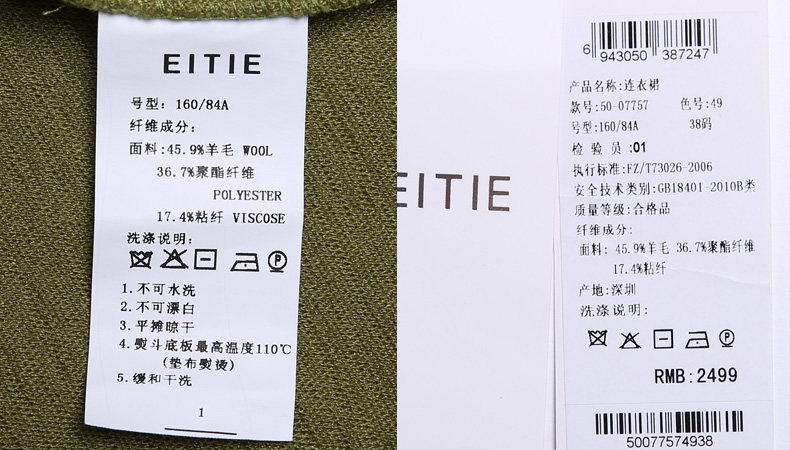 EITIE
号型: 160/84A
纤维成分:
面料: 45.9%羊毛 WOOL
36.7%聚酯纤维
POLYESTER
17.4%粘纤 VISCOSE
洗涤说明:
1.不可水洗
2.不可漂白
3.平摊晾干
4.熨斗底板最高温度110℃
(垫布熨烫)
5.缓和干洗
1
EITIE
6 943050 387247
产品名称:连衣裙
款号:50-07757 色号:49
号型:160/84A 38码
检验员:01
执行标准:FZ/T73026-2006
安全技术类别:GB18401-2010B类
质量等级:合格品
纤维成分:
面料: 45.9%羊毛 36.7%聚酯纤维
17.4%粘纤
产地:深圳
洗涤说明:
RMB:2499
50077574938